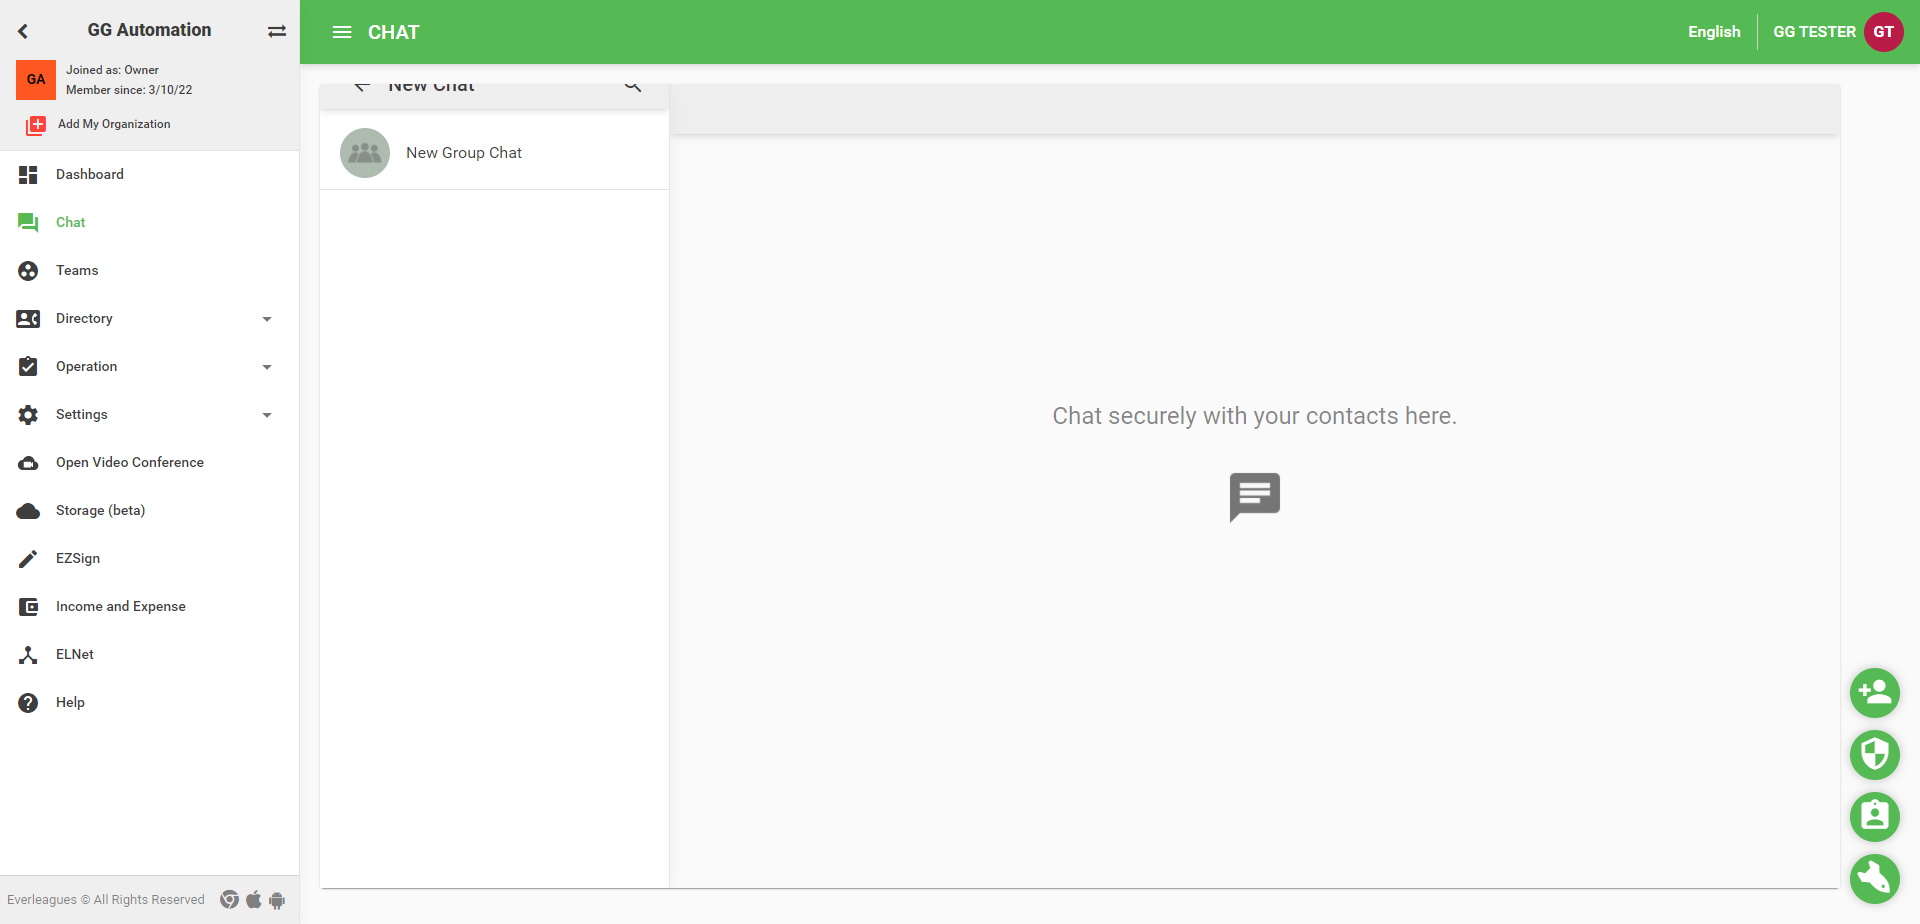 GG Automation
GA
Joined as: Owner
Member since: 3/10/22
Add My Organization
Dashboard
Chat
Teams
Directory
Operation
Settings
Open Video Conference
Storage (beta)
EZSign
Income and Expense
ELNet
Help
Everleagues © All Rights Reserved
CHAT
English
GG TESTER
GT
New Chat
New Group Chat
Chat securely with your contacts here.